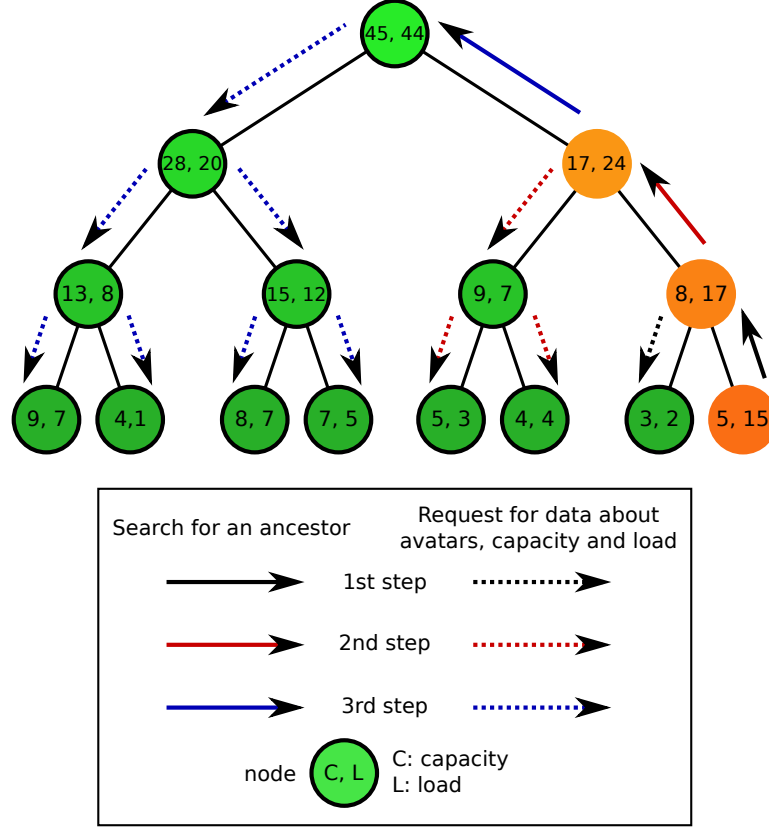 45, 44
28, 20
17, 24
13, 8
15, 12
9, 7
8, 17
9, 7
4,1
8, 7
7, 5
5, 3
4, 4
3, 2
5, 15
Search for an ancestor
Request for data about
avatars, capacity and load
1st step
2nd step
3rd step
node
C, L
C: capacity
L: load